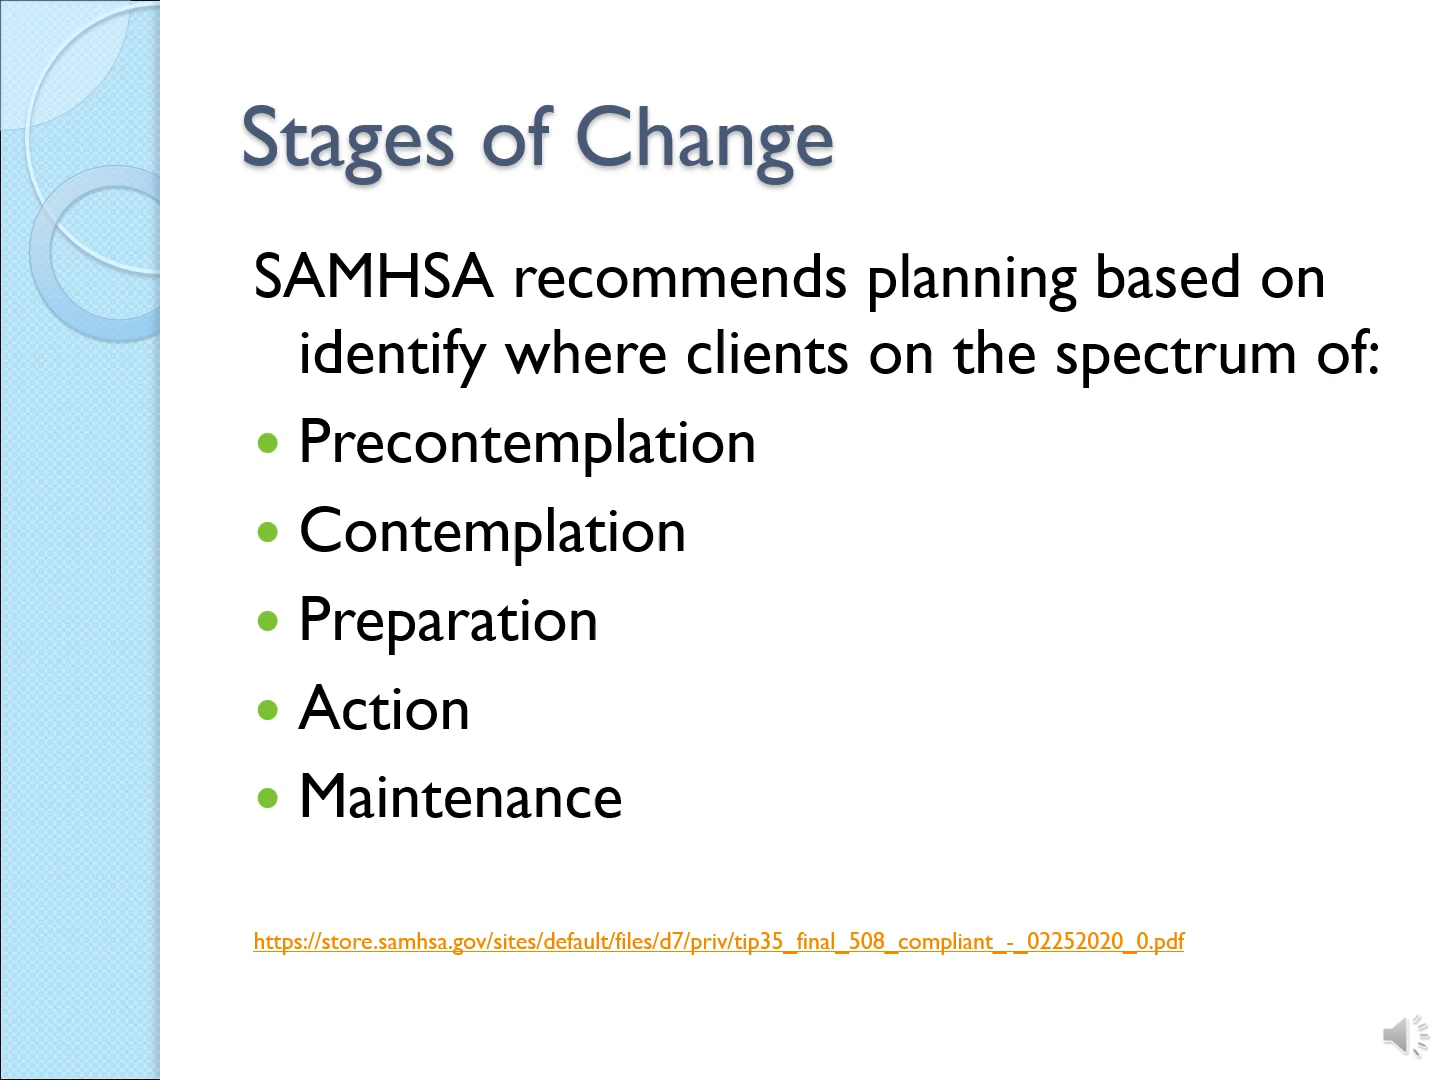 Stages of Change
SAMHSA recommends planning based on
identify where clients on the spectrum of:
Precontemplation
Contemplation
Preparation
Action
Maintenance
https://store.samhsa.gov/sites/default/files/d7/priv/tip35_final_508_compliant_-_02252020_0.pdf